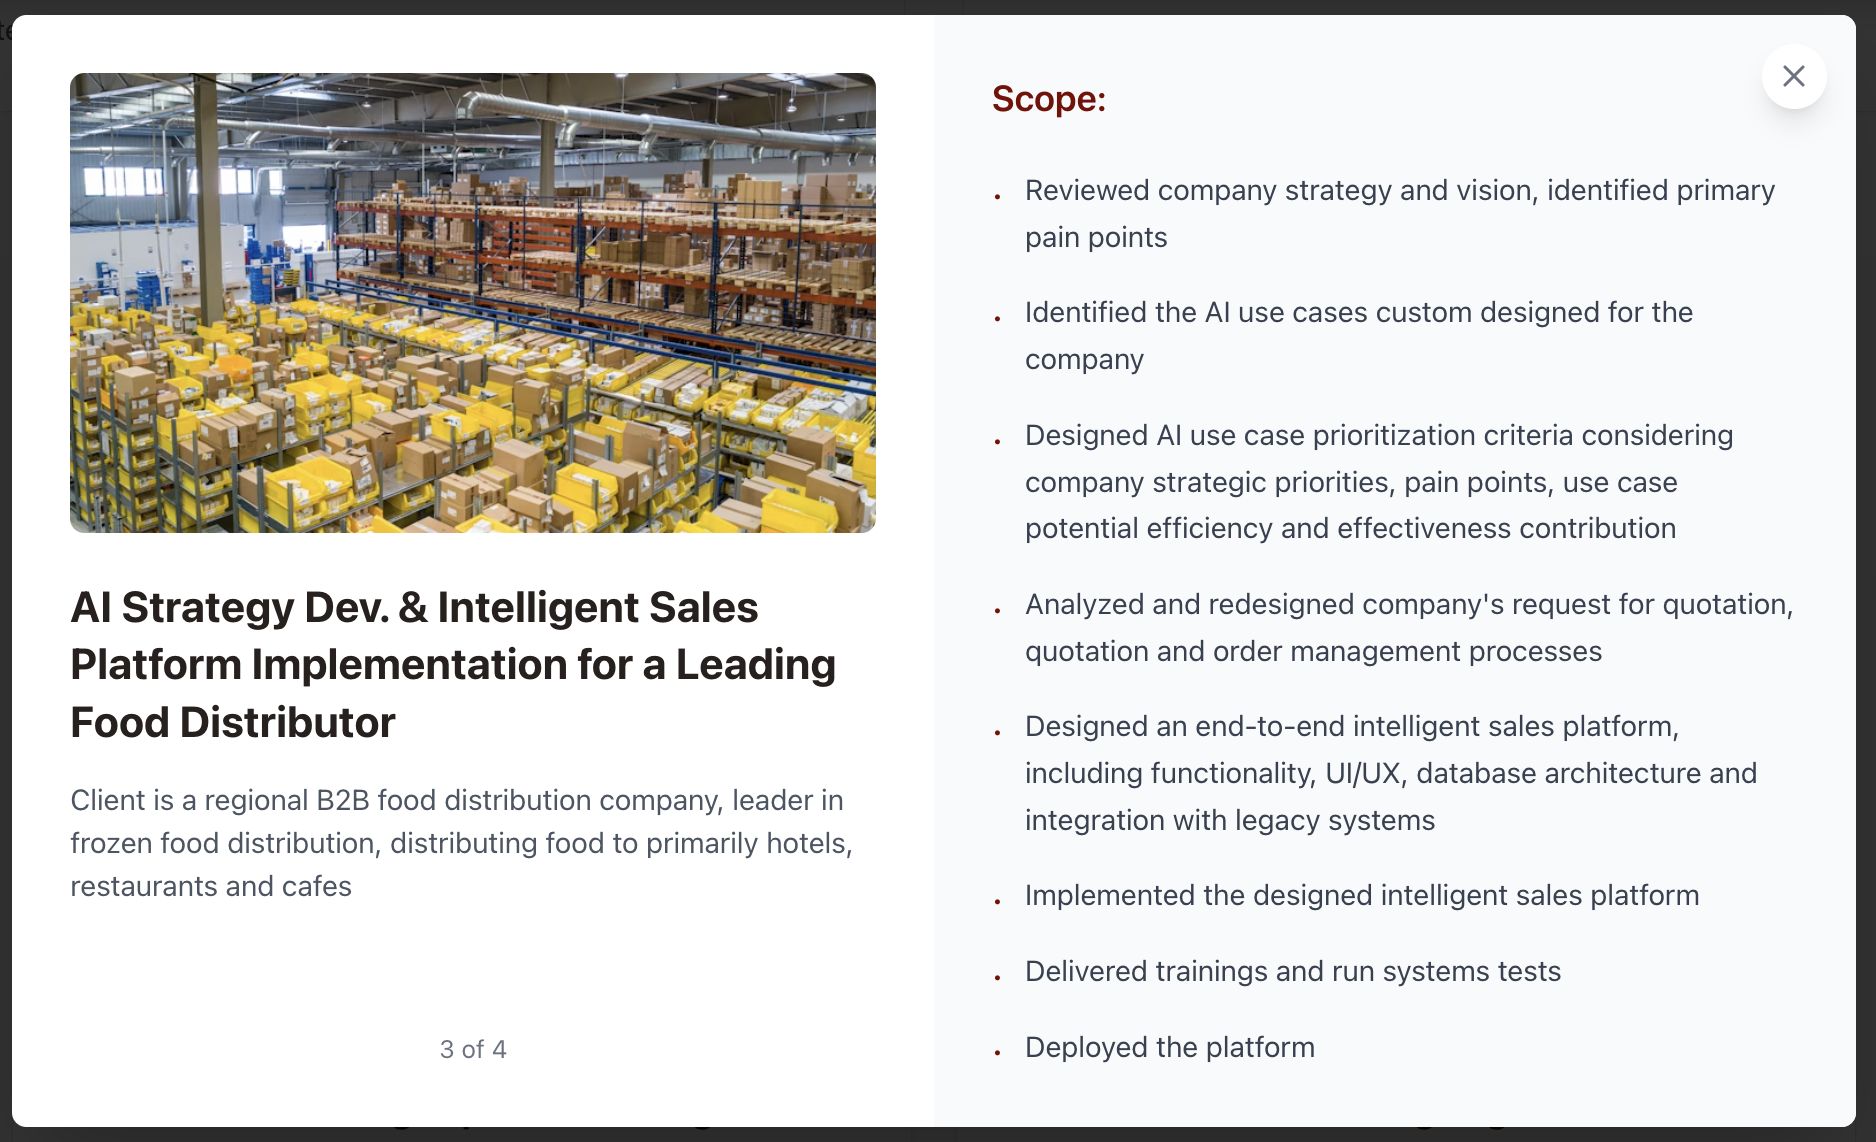 AI Strategy Dev. & Intelligent Sales
Platform Implementation for a Leading
Food Distributor
Client is a regional B2B food distribution company, leader in
frozen food distribution, distributing food to primarily hotels,
restaurants and cafes
3 of 4
Scope:
Reviewed company strategy and vision, identified primary
pain points
Identified the AI use cases custom designed for the
company
Designed AI use case prioritization criteria considering
company strategic priorities, pain points, use case
potential efficiency and effectiveness contribution
Analyzed and redesigned company's request for quotation,
quotation and order management processes
Designed an end-to-end intelligent sales platform,
including functionality, UI/UX, database architecture and
integration with legacy systems
Implemented the designed intelligent sales platform
Delivered trainings and run systems tests
Deployed the platform